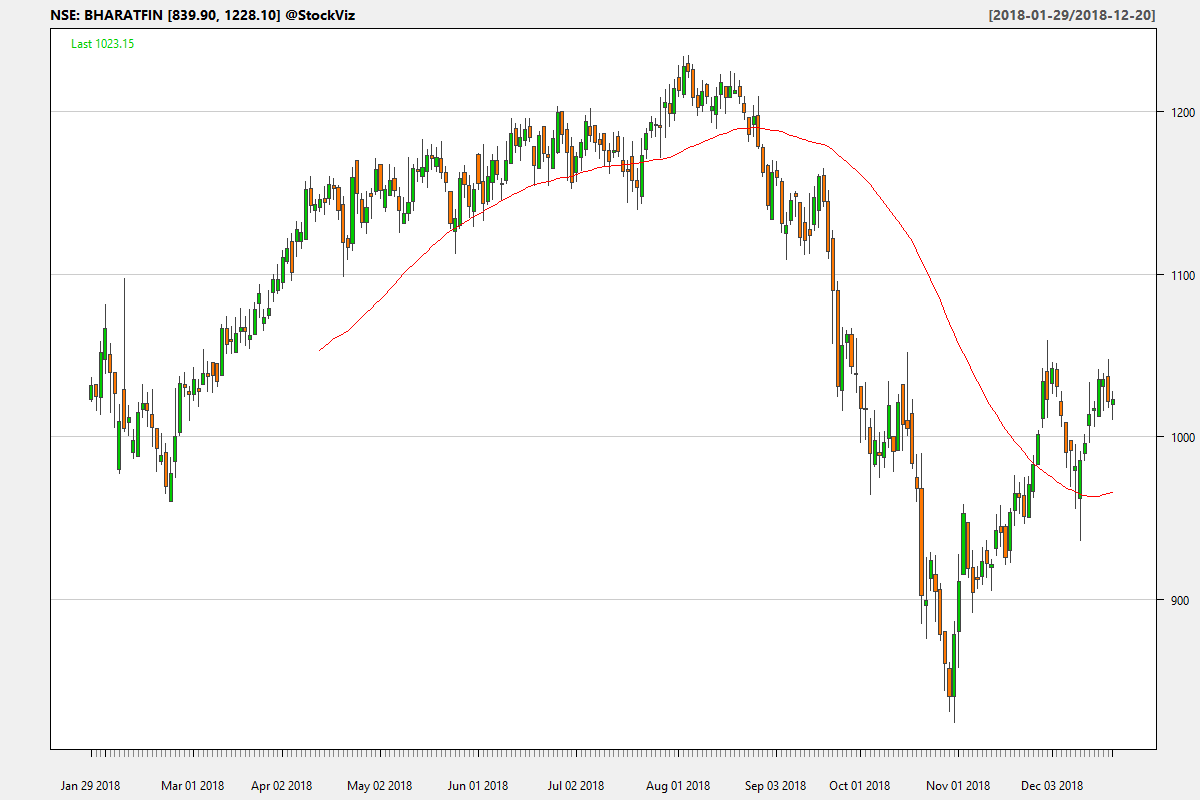 NSE: BHARATFIN [839.90, 1228.10] @StockViz
[2018-01-29/2018-12-20]
Last 1023.15
1200
1100
1000
900
Jan 29 2018 Mar 01 2018 Apr 02 2018 May 02 2018 Jun 01 2018 Jul 02 2018 Aug 01 2018 Sep 03 2018 Oct 01 2018 Nov 01 2018 Dec 03 2018